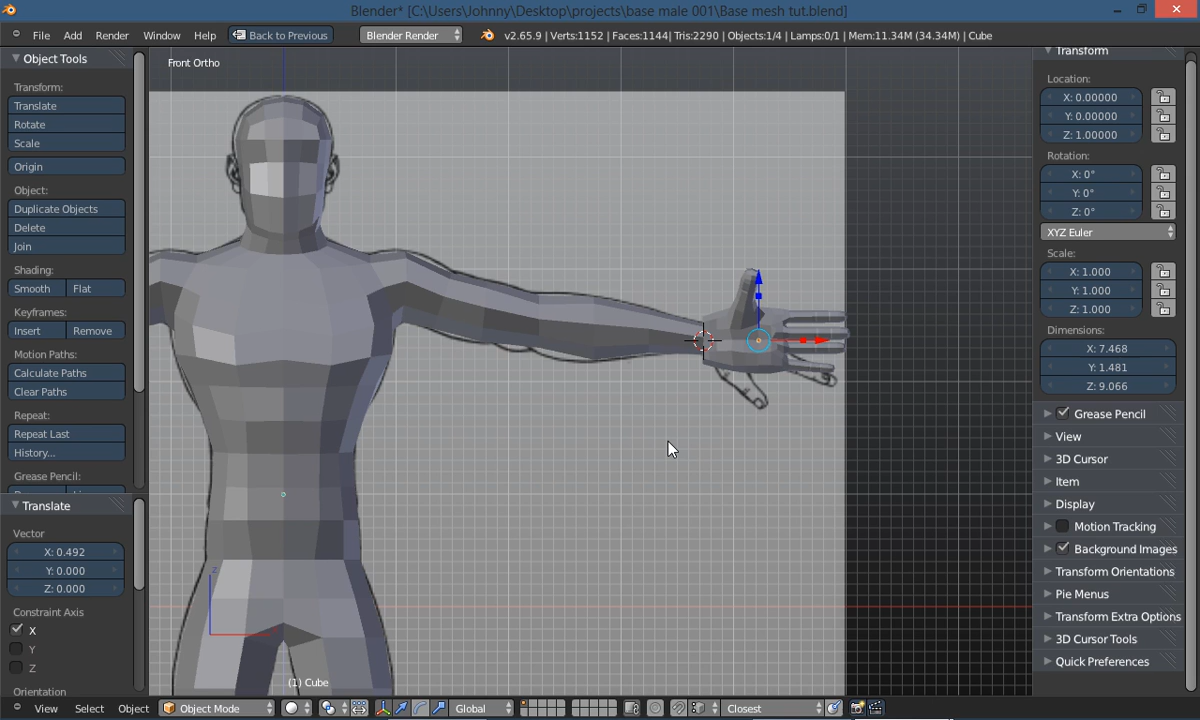 Blender* [C:\Users\Johnny\Desktop\projects\base male 001\Base mesh tut.blend]
File Add Render Window Help Back to Previous Blender Render v2.65.9 | Verts:1152 | Faces:1144| Tris:2290 | Objects:1/4 | Lamps:0/1 | Mem:11.34M (34.34M) | Cube
Object Tools
Transform:
Translate
Rotate
Scale
Origin
Object:
Duplicate Objects
Delete
Join
Shading:
Smooth Flat
Keyframes:
Insert Remove
Motion Paths:
Calculate Paths
Clear Paths
Repeat:
Repeat Last
History...
Grease Pencil:
Translate
Vector
X: 0.492
Y: 0.000
Z: 0.000
Constraint Axis
X
Y
Z
Orientation
Front Ortho
Z
(1) Cube
Transform
Location:
X: 0.00000
Y: 0.00000
Z: 1.00000
Rotation:
X: 0°
Y: 0°
Z: 0°
XYZ Euler
Scale:
X: 1.000
Y: 1.000
Z: 1.000
Dimensions:
X: 7.468
Y: 1.481
Z: 9.066
Grease Pencil
View
3D Cursor
Item
Display
Motion Tracking
Background Images
Transform Orientations
Pie Menus
Transform Extra Options
3D Cursor Tools
Quick Preferences
View Select Object Object Mode Global Closest